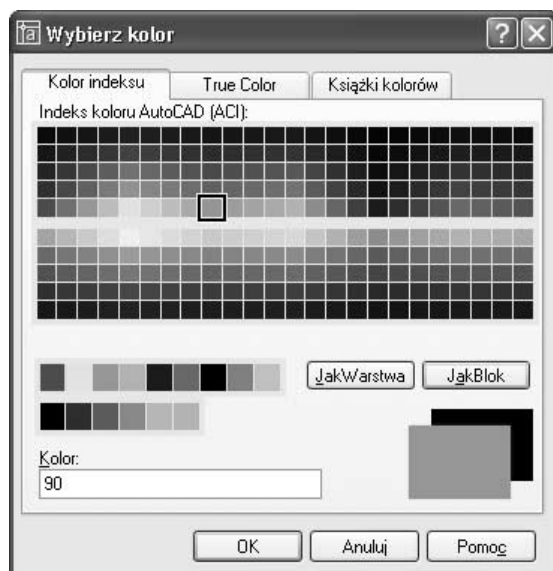 Wybierz kolor
Kolor indeksu True Color Książki kolorów
Indeks koloru AutoCAD (ACI):
JakWarstwa JakBlok
Kolor:
90
OK Anuluj Pomoc